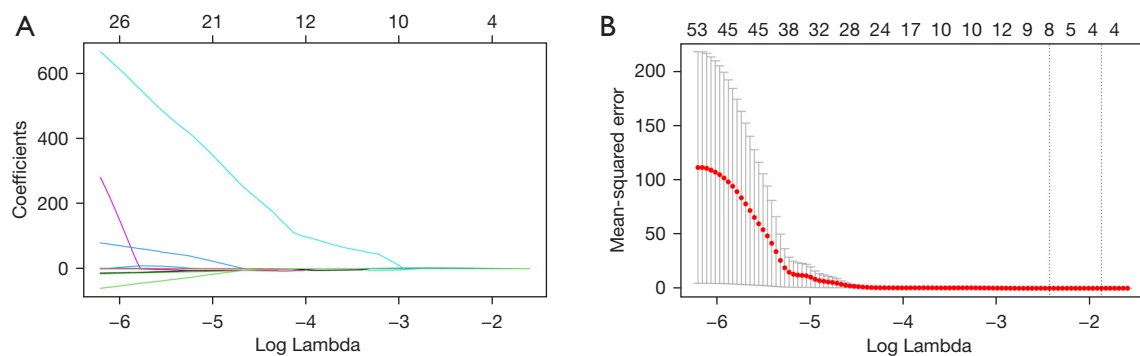 A
26 21 12 10 4
Coefficients
600
400
200
0
−6 −5 −4 −3 −2
Log Lambda
B
53 45 45 38 32 28 24 17 10 10 12 9 8 5 4 4
Mean-squared error
200
150
100
50
0
−6 −5 −4 −3 −2
Log Lambda